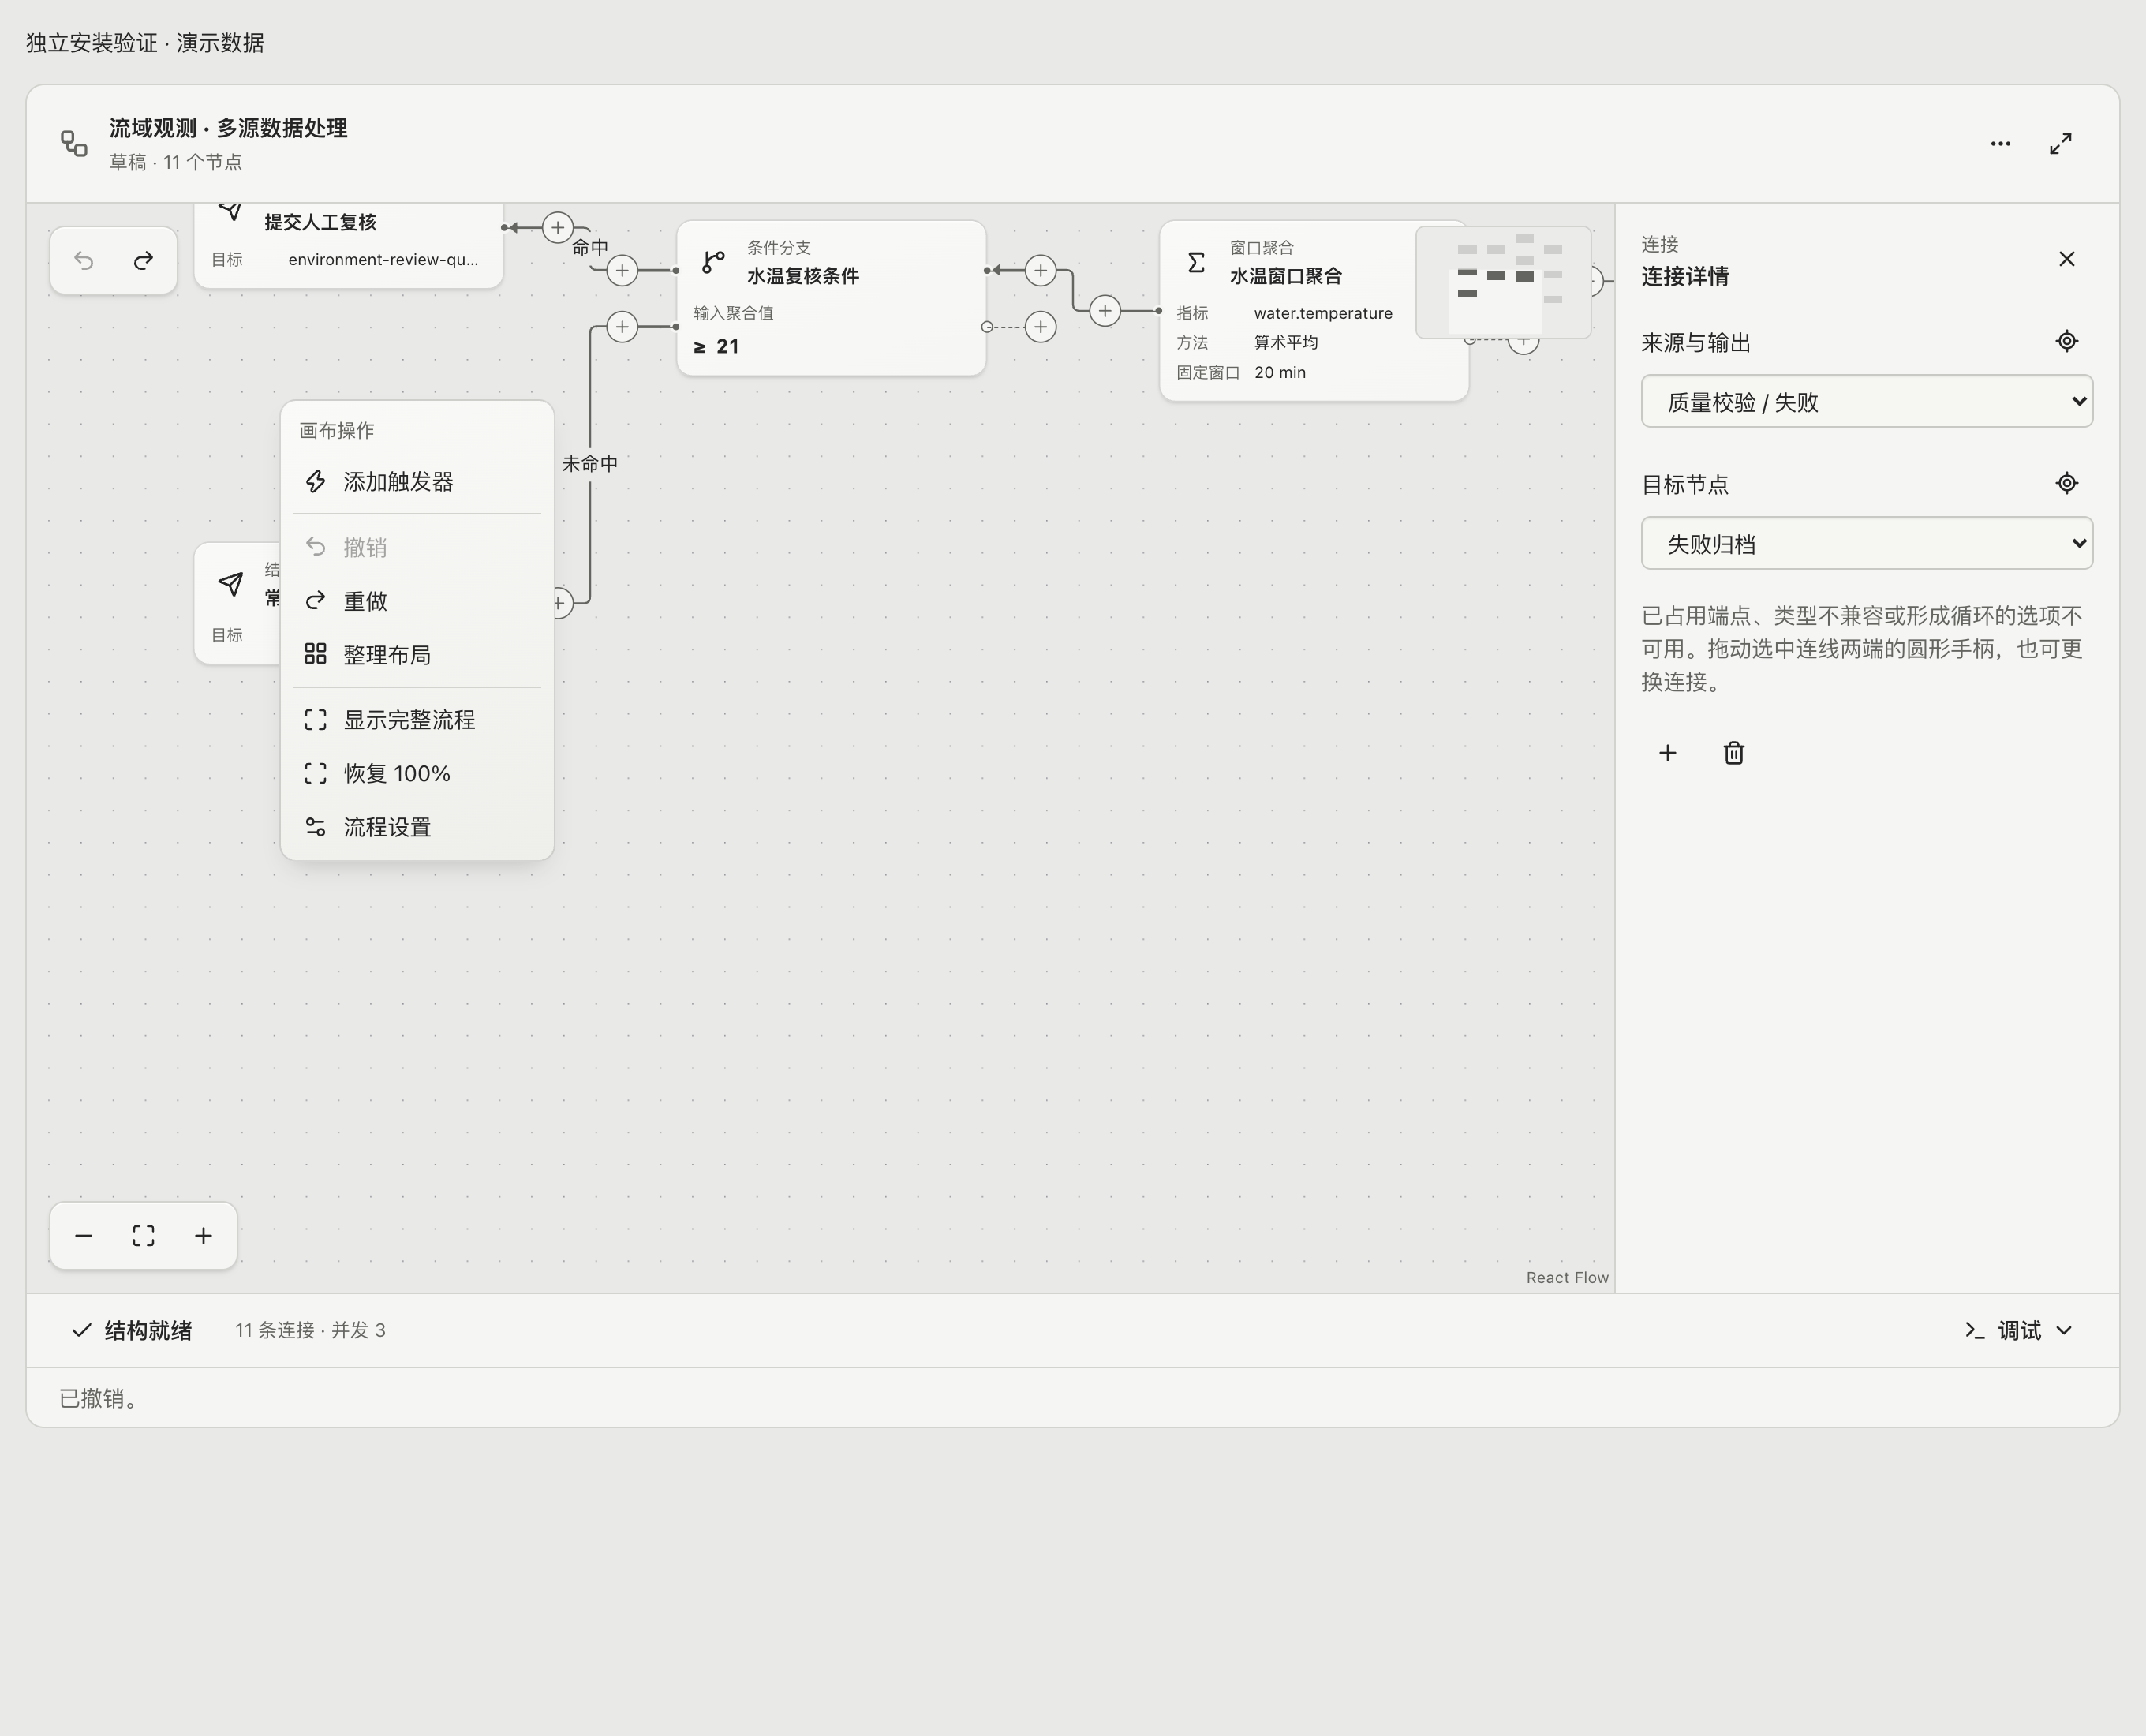 独立安装验证 · 演示数据
流域观测 · 多源数据处理
草稿 · 11 个节点
提交人工复核
目标 environment-review-qu...
命中
条件分支
水温复核条件
输入聚合值
≥ 21
窗口聚合
水温窗口聚合
指标 water.temperature
方法 算术平均
固定窗口 20 min
未命中
结
常
目标
画布操作
添加触发器
撤销
重做
整理布局
显示完整流程
恢复 100%
流程设置
React Flow
连接
连接详情
来源与输出
质量校验 / 失败
目标节点
失败归档
已占用端点、类型不兼容或形成循环的选项不
可用。拖动选中连线两端的圆形手柄，也可更
换连接。
结构就绪
11 条连接 · 并发 3
调试
已撤销。